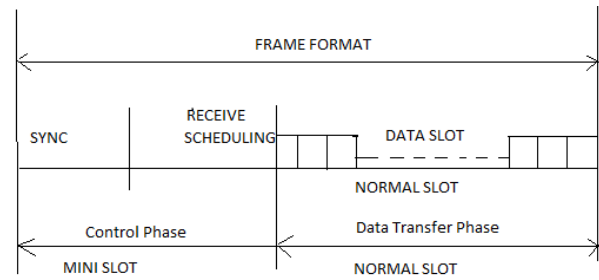 FRAME FORMAT
RECEIVE
SYNC SCHEDULING DATA SLOT
NORMAL SLOT
Control Phase Data Transfer Phase
MINI SLOT NORMAL SLOT